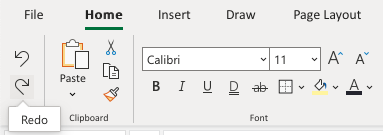 File Home Insert Draw Page Layout
Calibri 11 A A
Paste B I U D ab A
Redo Clipboard Font